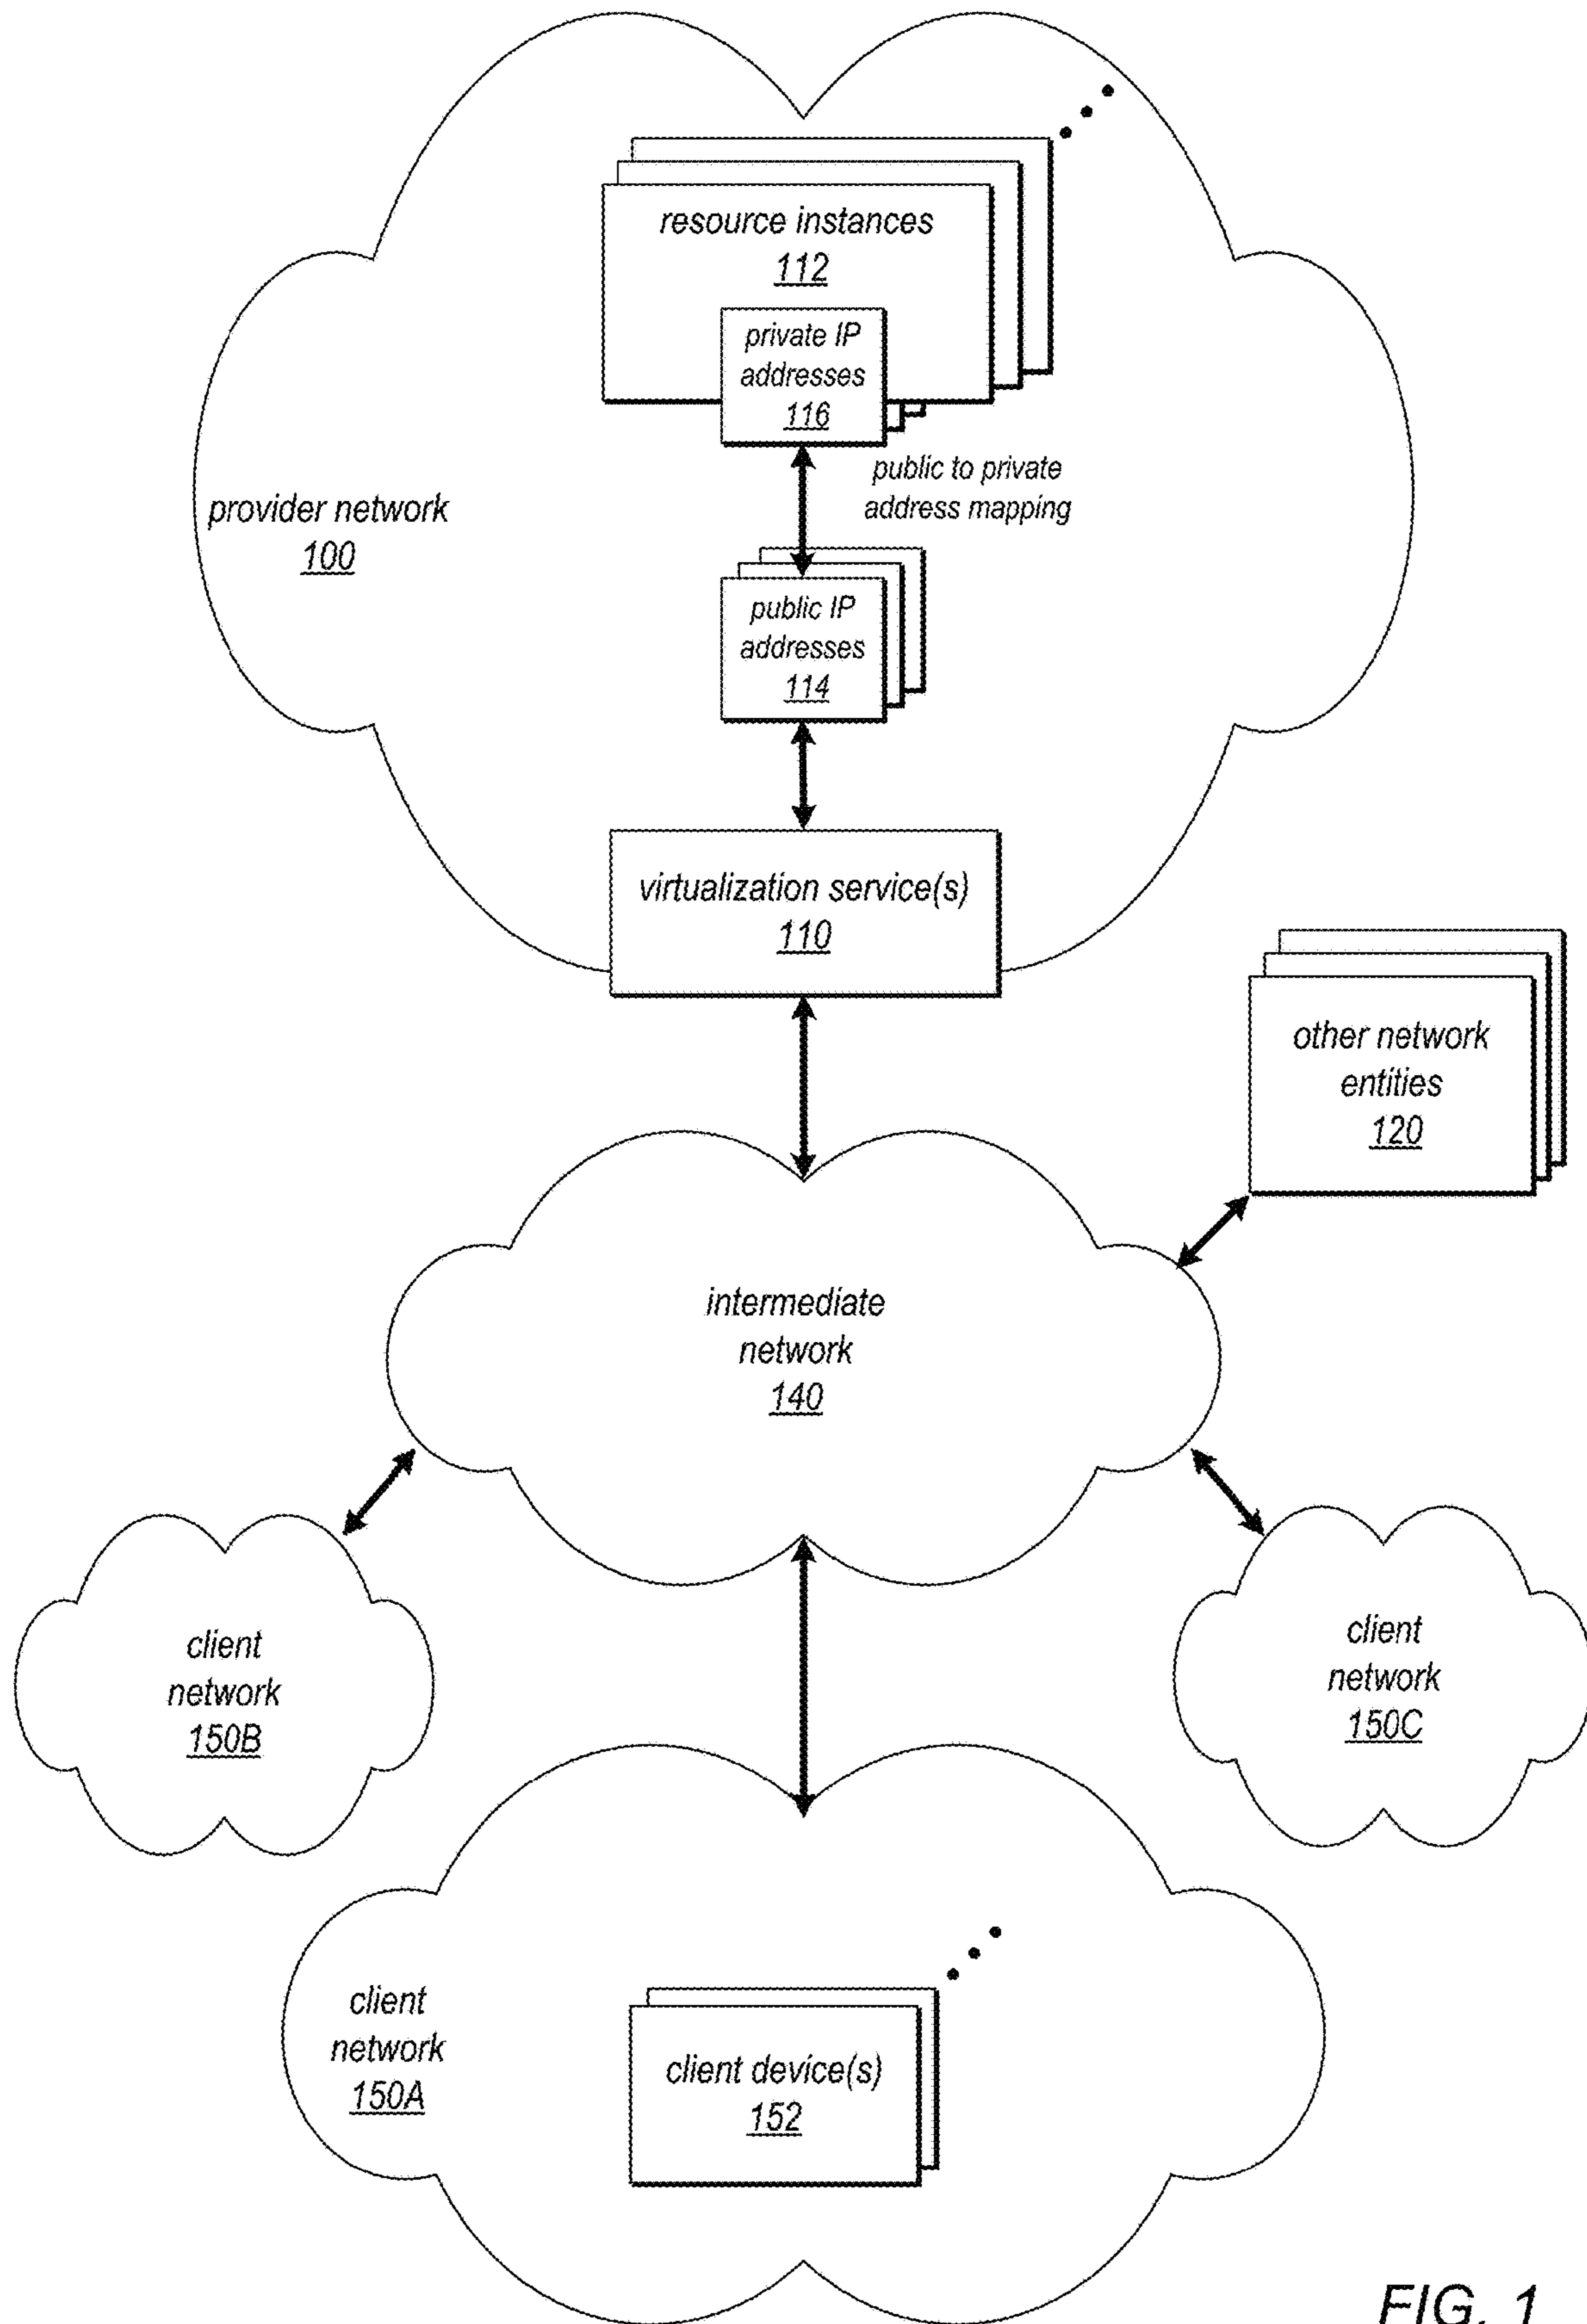 resource instances
112
private IP
addresses
116
public to private
address mapping
provider network
100
public IP
addresses
114
virtualization service(s)
110
other network
entities
120
intermediate
network
140
client
network
150B
client
network
150C
client
network
150A
client device(s)
152
FIG. 1